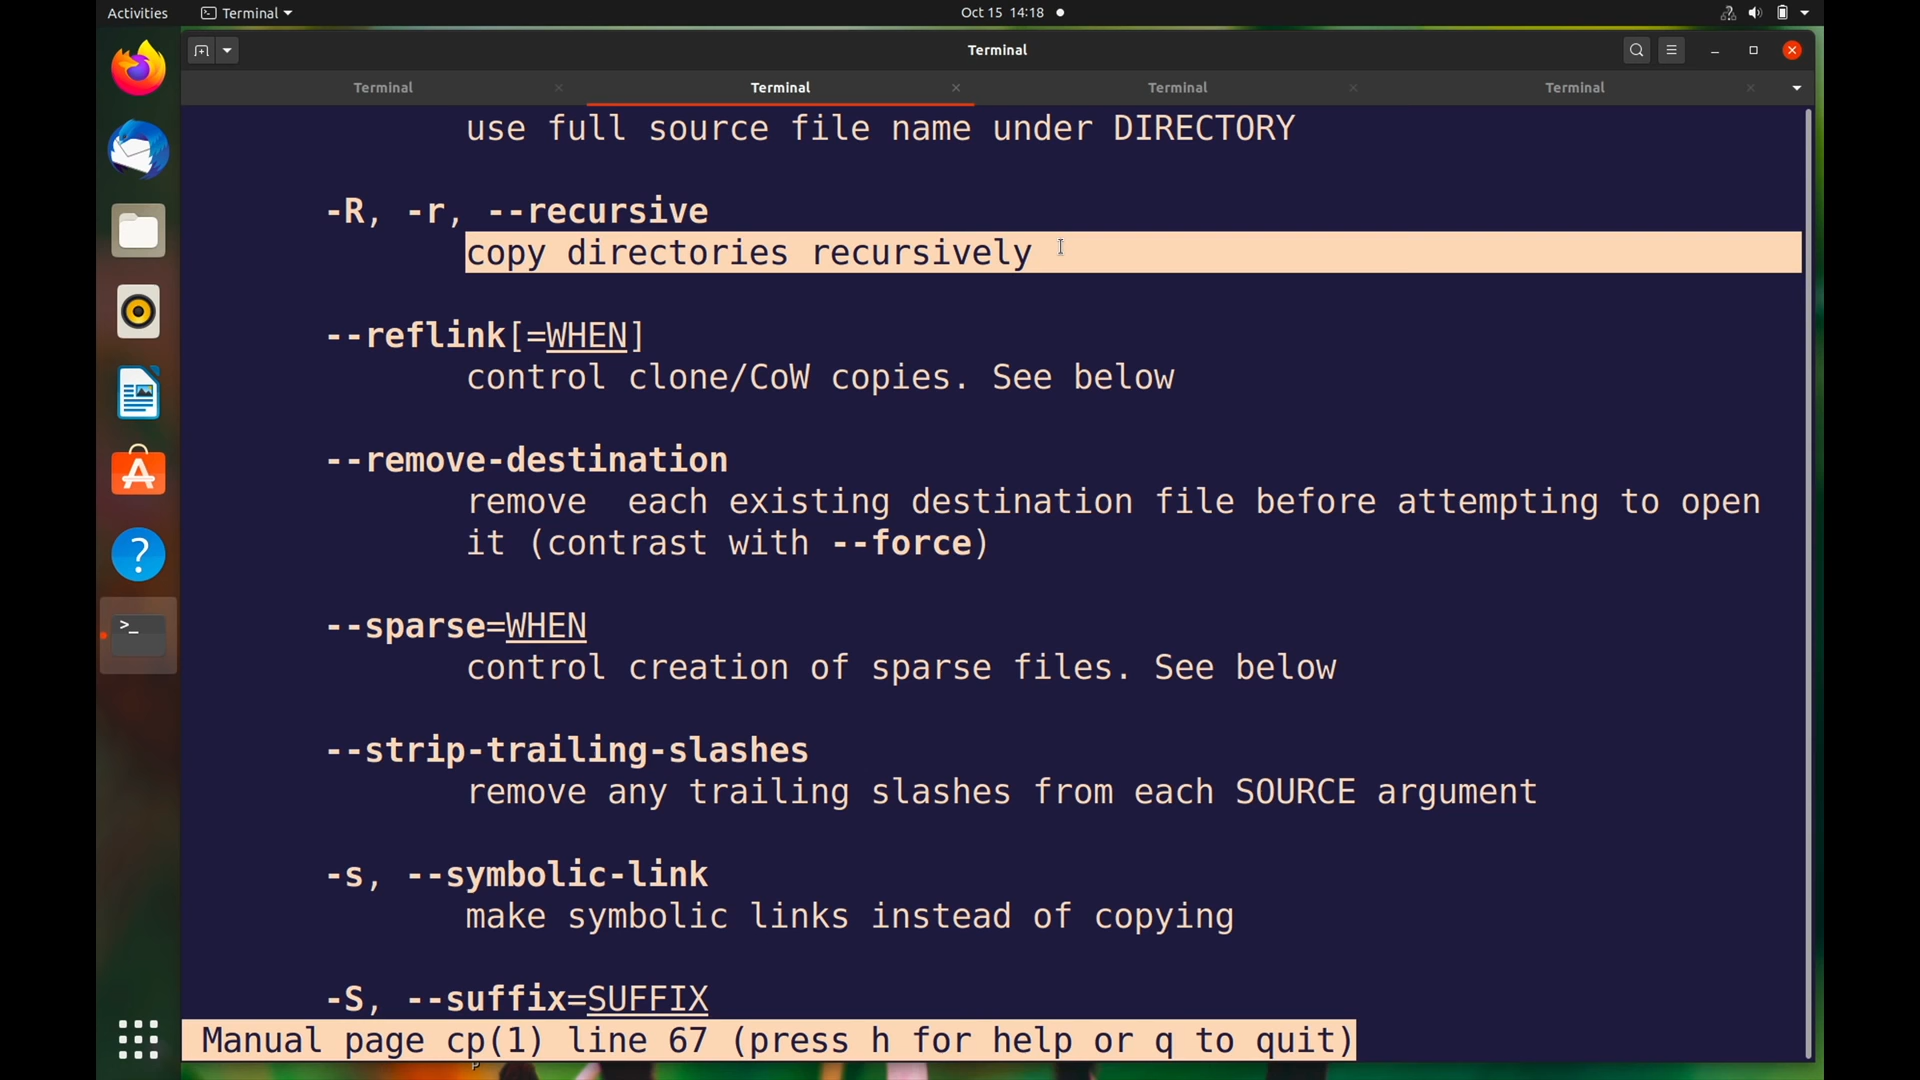 Activities
Terminal
Oct 15 14:18
Terminal
Terminal
Terminal
Terminal
Terminal
use full source file name under DIRECTORY
-R, -r, --recursive
copy directories recursively
--reflink[=WHEN]
control clone/CoW copies. See below
--remove-destination
remove  each existing destination file before attempting to open
it (contrast with --force)
--sparse=WHEN
control creation of sparse files. See below
--strip-trailing-slashes
remove any trailing slashes from each SOURCE argument
-s, --symbolic-link
make symbolic links instead of copying
-S, --suffix=SUFFIX
Manual page cp(1) line 67 (press h for help or q to quit)